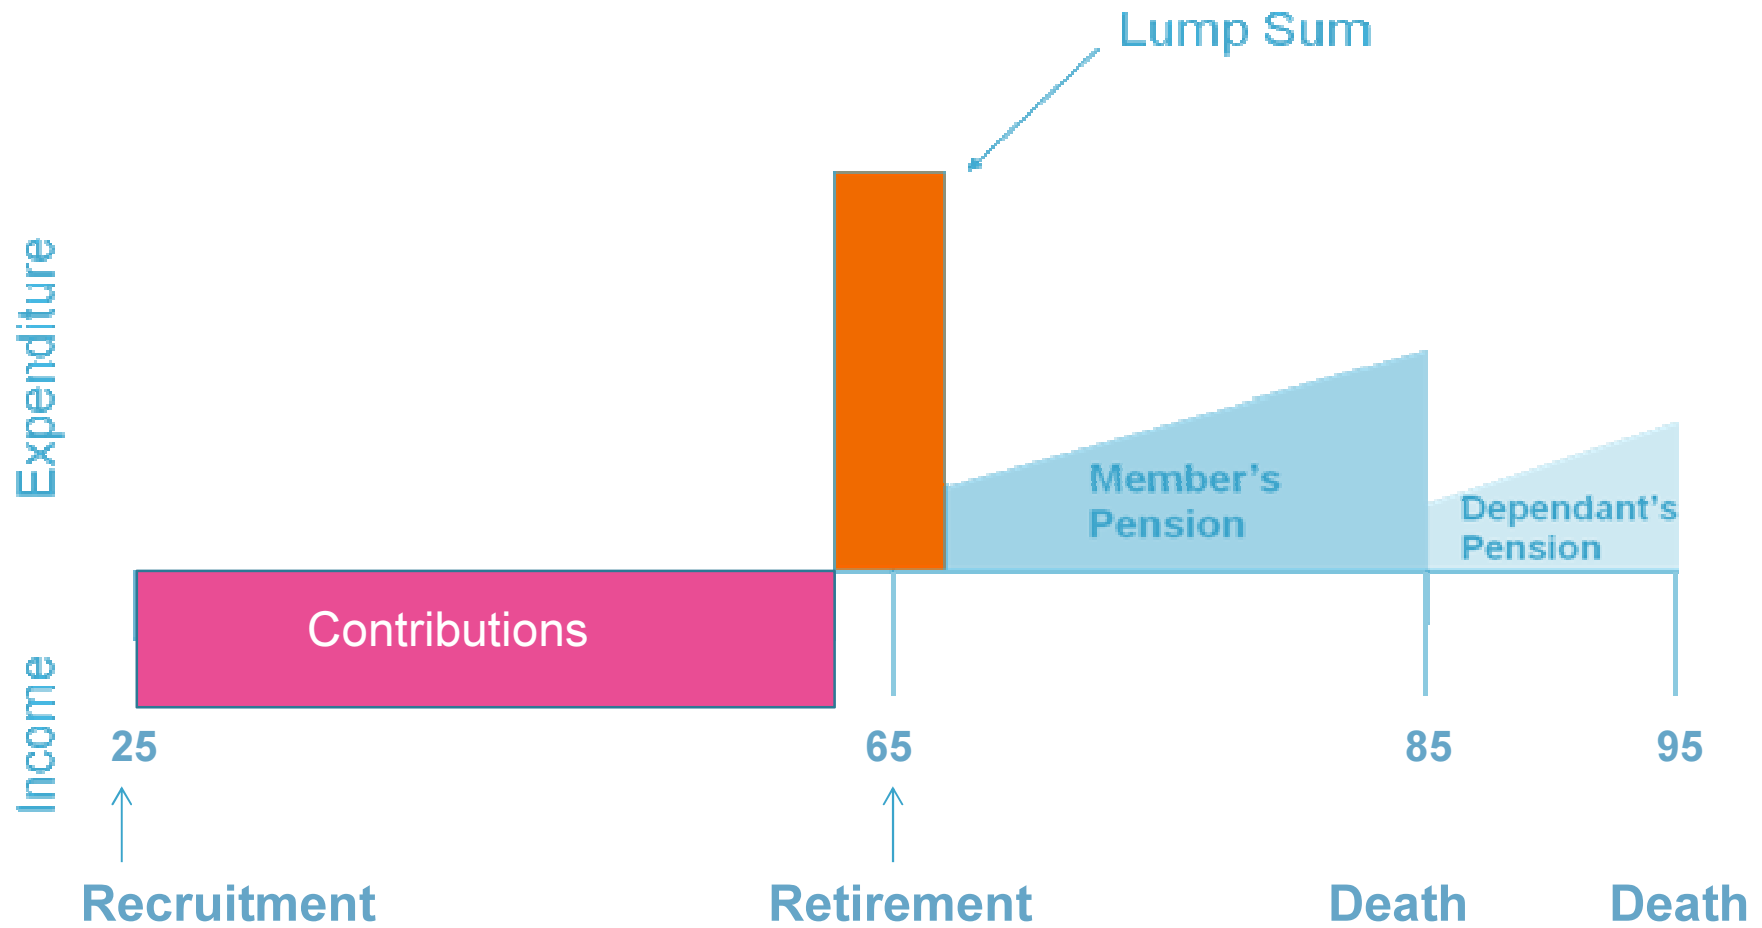 Lump Sum
Expenditure
Member's
Pension
Dependant's
Pension
Contributions
Income
25
65
85
95
Recruitment
Retirement
Death
Death